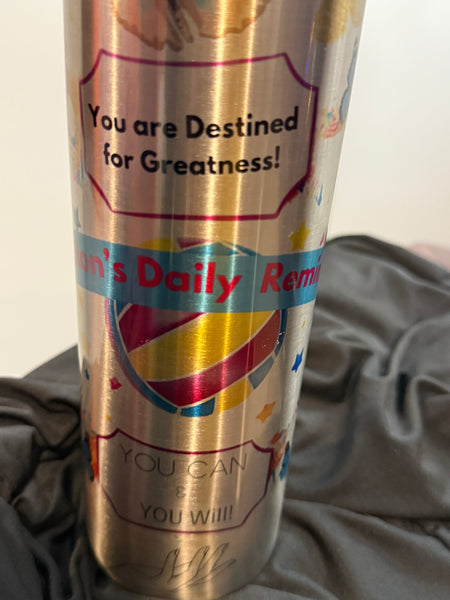 You are Destined
for Greatness!
Daily
YOU CAN
&
YOU Will!